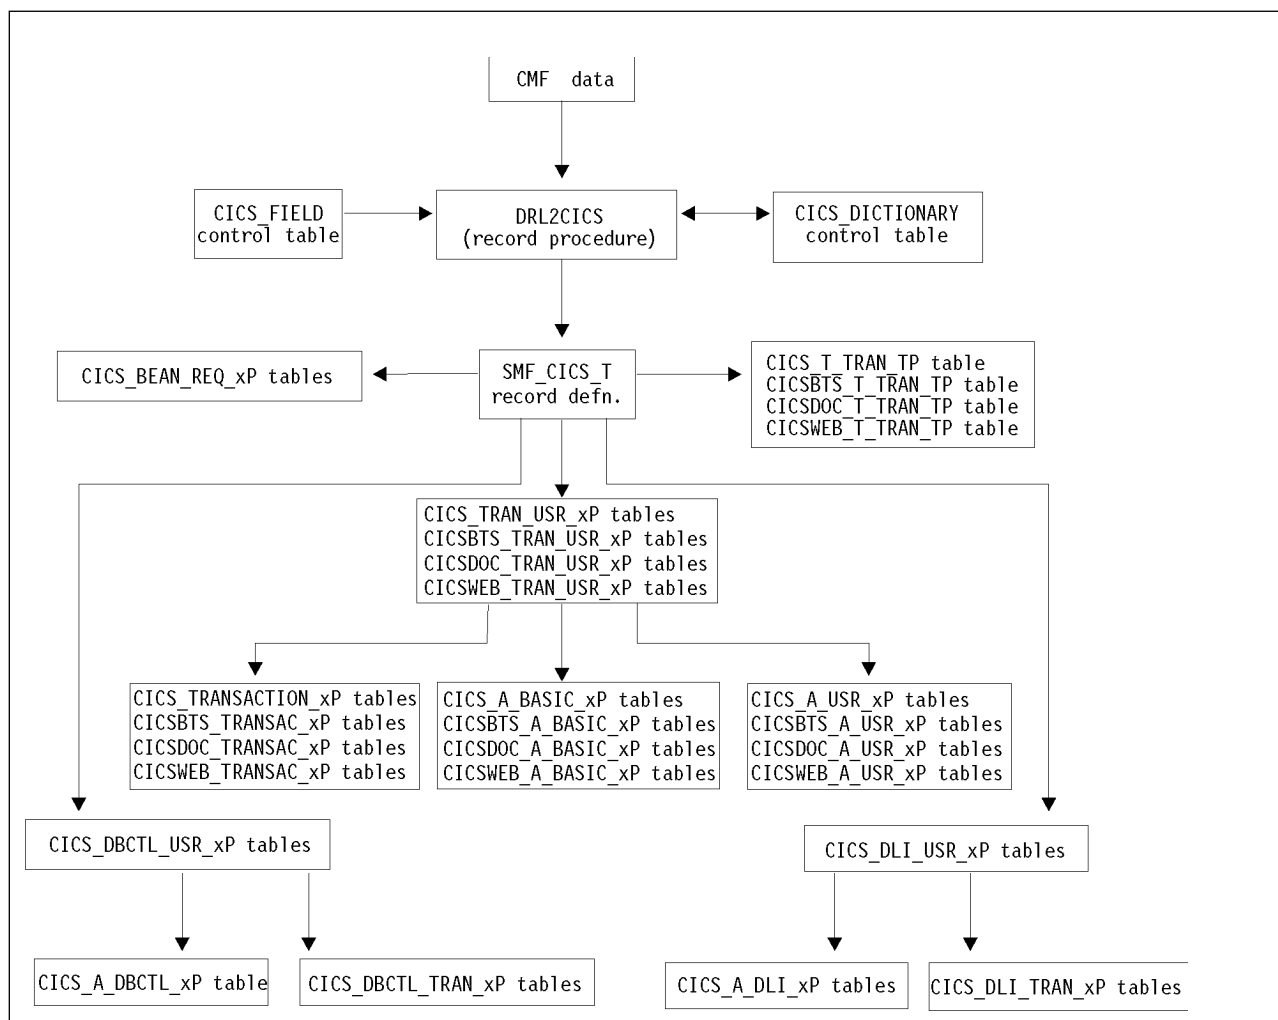 CMF data
CICS_FIELD
control table
DRL2CICS
(record procedure)
CICS_DICTIONARY
control table
CICS_BEAN_REQ_xP tables
SMF_CICS_T
record defn.
CICS_T_TRAN_TP table
CICSBTS_T_TRAN_TP table
CICSDOC_T_TRAN_TP table
CICSWEB_T_TRAN_TP table
CICS_TRAN_USR_xP tables
CICSBTS_TRAN_USR_xP tables
CICSDOC_TRAN_USR_xP tables
CICSWEB_TRAN_USR_xP tables
CICS_TRANSACTION_xP tables
CICSBTS_TRANSAC_xP tables
CICSDOC_TRANSAC_xP tables
CICSWEB_TRANSAC_xP tables
CICS_A_BASIC_xP tables
CICSBTS_A_BASIC_xP tables
CICSDOC_A_BASIC_xP tables
CICSWEB_A_BASIC_xP tables
CICS_A_USR_xP tables
CICSBTS_A_USR_xP tables
CICSDOC_A_USR_xP tables
CICSWEB_A_USR_xP tables
CICS_DBCTL_USR_xP tables
CICS_DLI_USR_xP tables
CICS_A_DBCTL_xP table
CICS_DBCTL_TRAN_xP tables
CICS_A_DLI_xP tables
CICS_DLI_TRAN_xP tables